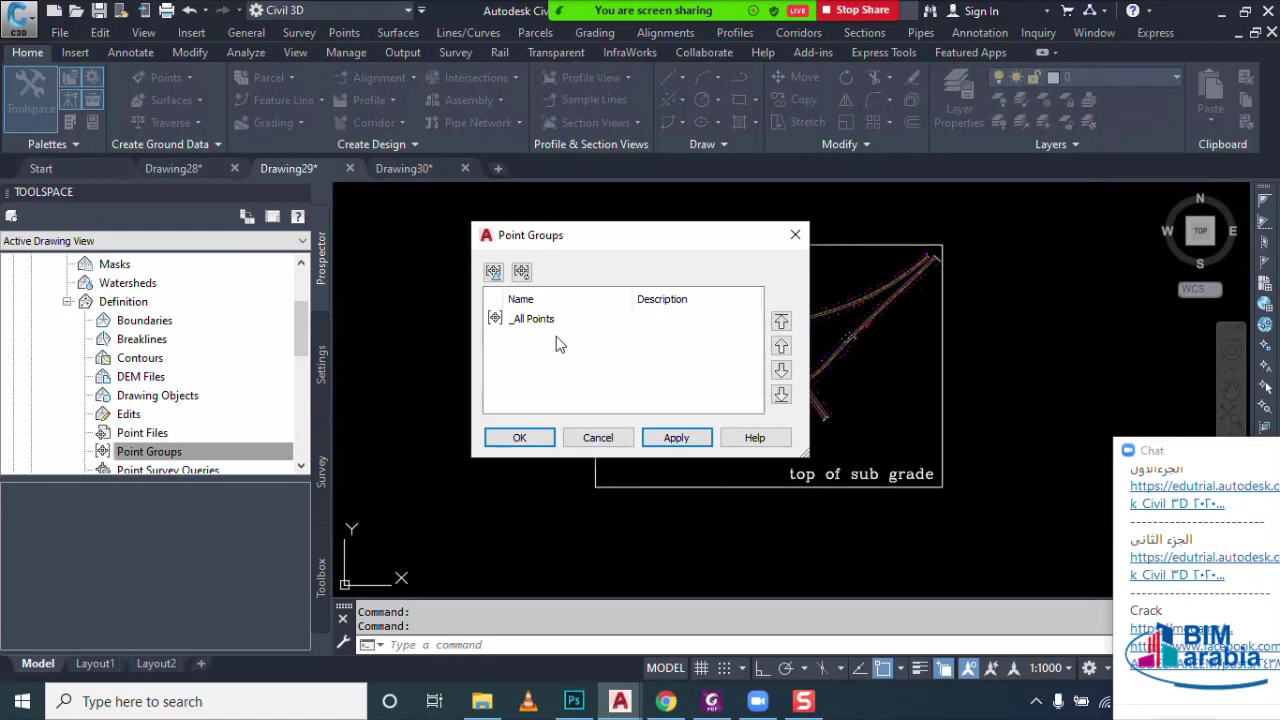 Civil 3D
Autodesk Civ
You are screen sharing
LIVE
Stop Share
Sign In
C3D
File Edit View Insert General Survey Points Surfaces Lines/Curves Parcels Grading Alignments Profiles Corridors Sections Pipes Annotation Inquiry Window Express
Home Insert Annotate Modify Analyze View Manage Output Survey Rail Transparent InfraWorks Collaborate Help Add-ins Express Tools Featured Apps
Toolspace
Points Parcel Alignment Intersections Profile View Move 0
Surfaces Feature Line Profile Assembly Sample Lines Copy Layer Properties Paste
Traverse Grading Corridor Pipe Network Section Views Stretch
Palettes Create Ground Data Create Design Profile & Section Views Draw Modify Layers Clipboard
Start Drawing28* Drawing29* Drawing30*
TOOLSPACE
Active Drawing View
Masks
Watersheds
Definition
Boundaries
Breaklines
Contours
DEM Files
Drawing Objects
Edits
Point Files
Point Groups
Point Survey Queries
Prospector
Settings
Survey
Toolbox
Point Groups
Name Description
_All Points
OK Cancel Apply Help
top of sub grade
N
W TOP E
S
WCS
Y
X
Command:
Command:
Type a command
Model Layout1 Layout2
MODEL 1:1000
Chat
الجزءالاول
https://edutrial.autodesk.
k_Civil_٣D_٢٠٢٠...
------------------------
الجزء الثانى
https://edutrial.autodesk.
k_Civil_٣D_٢٠٢٠...
------------------------
Crack
BIM
arabia
Type here to search